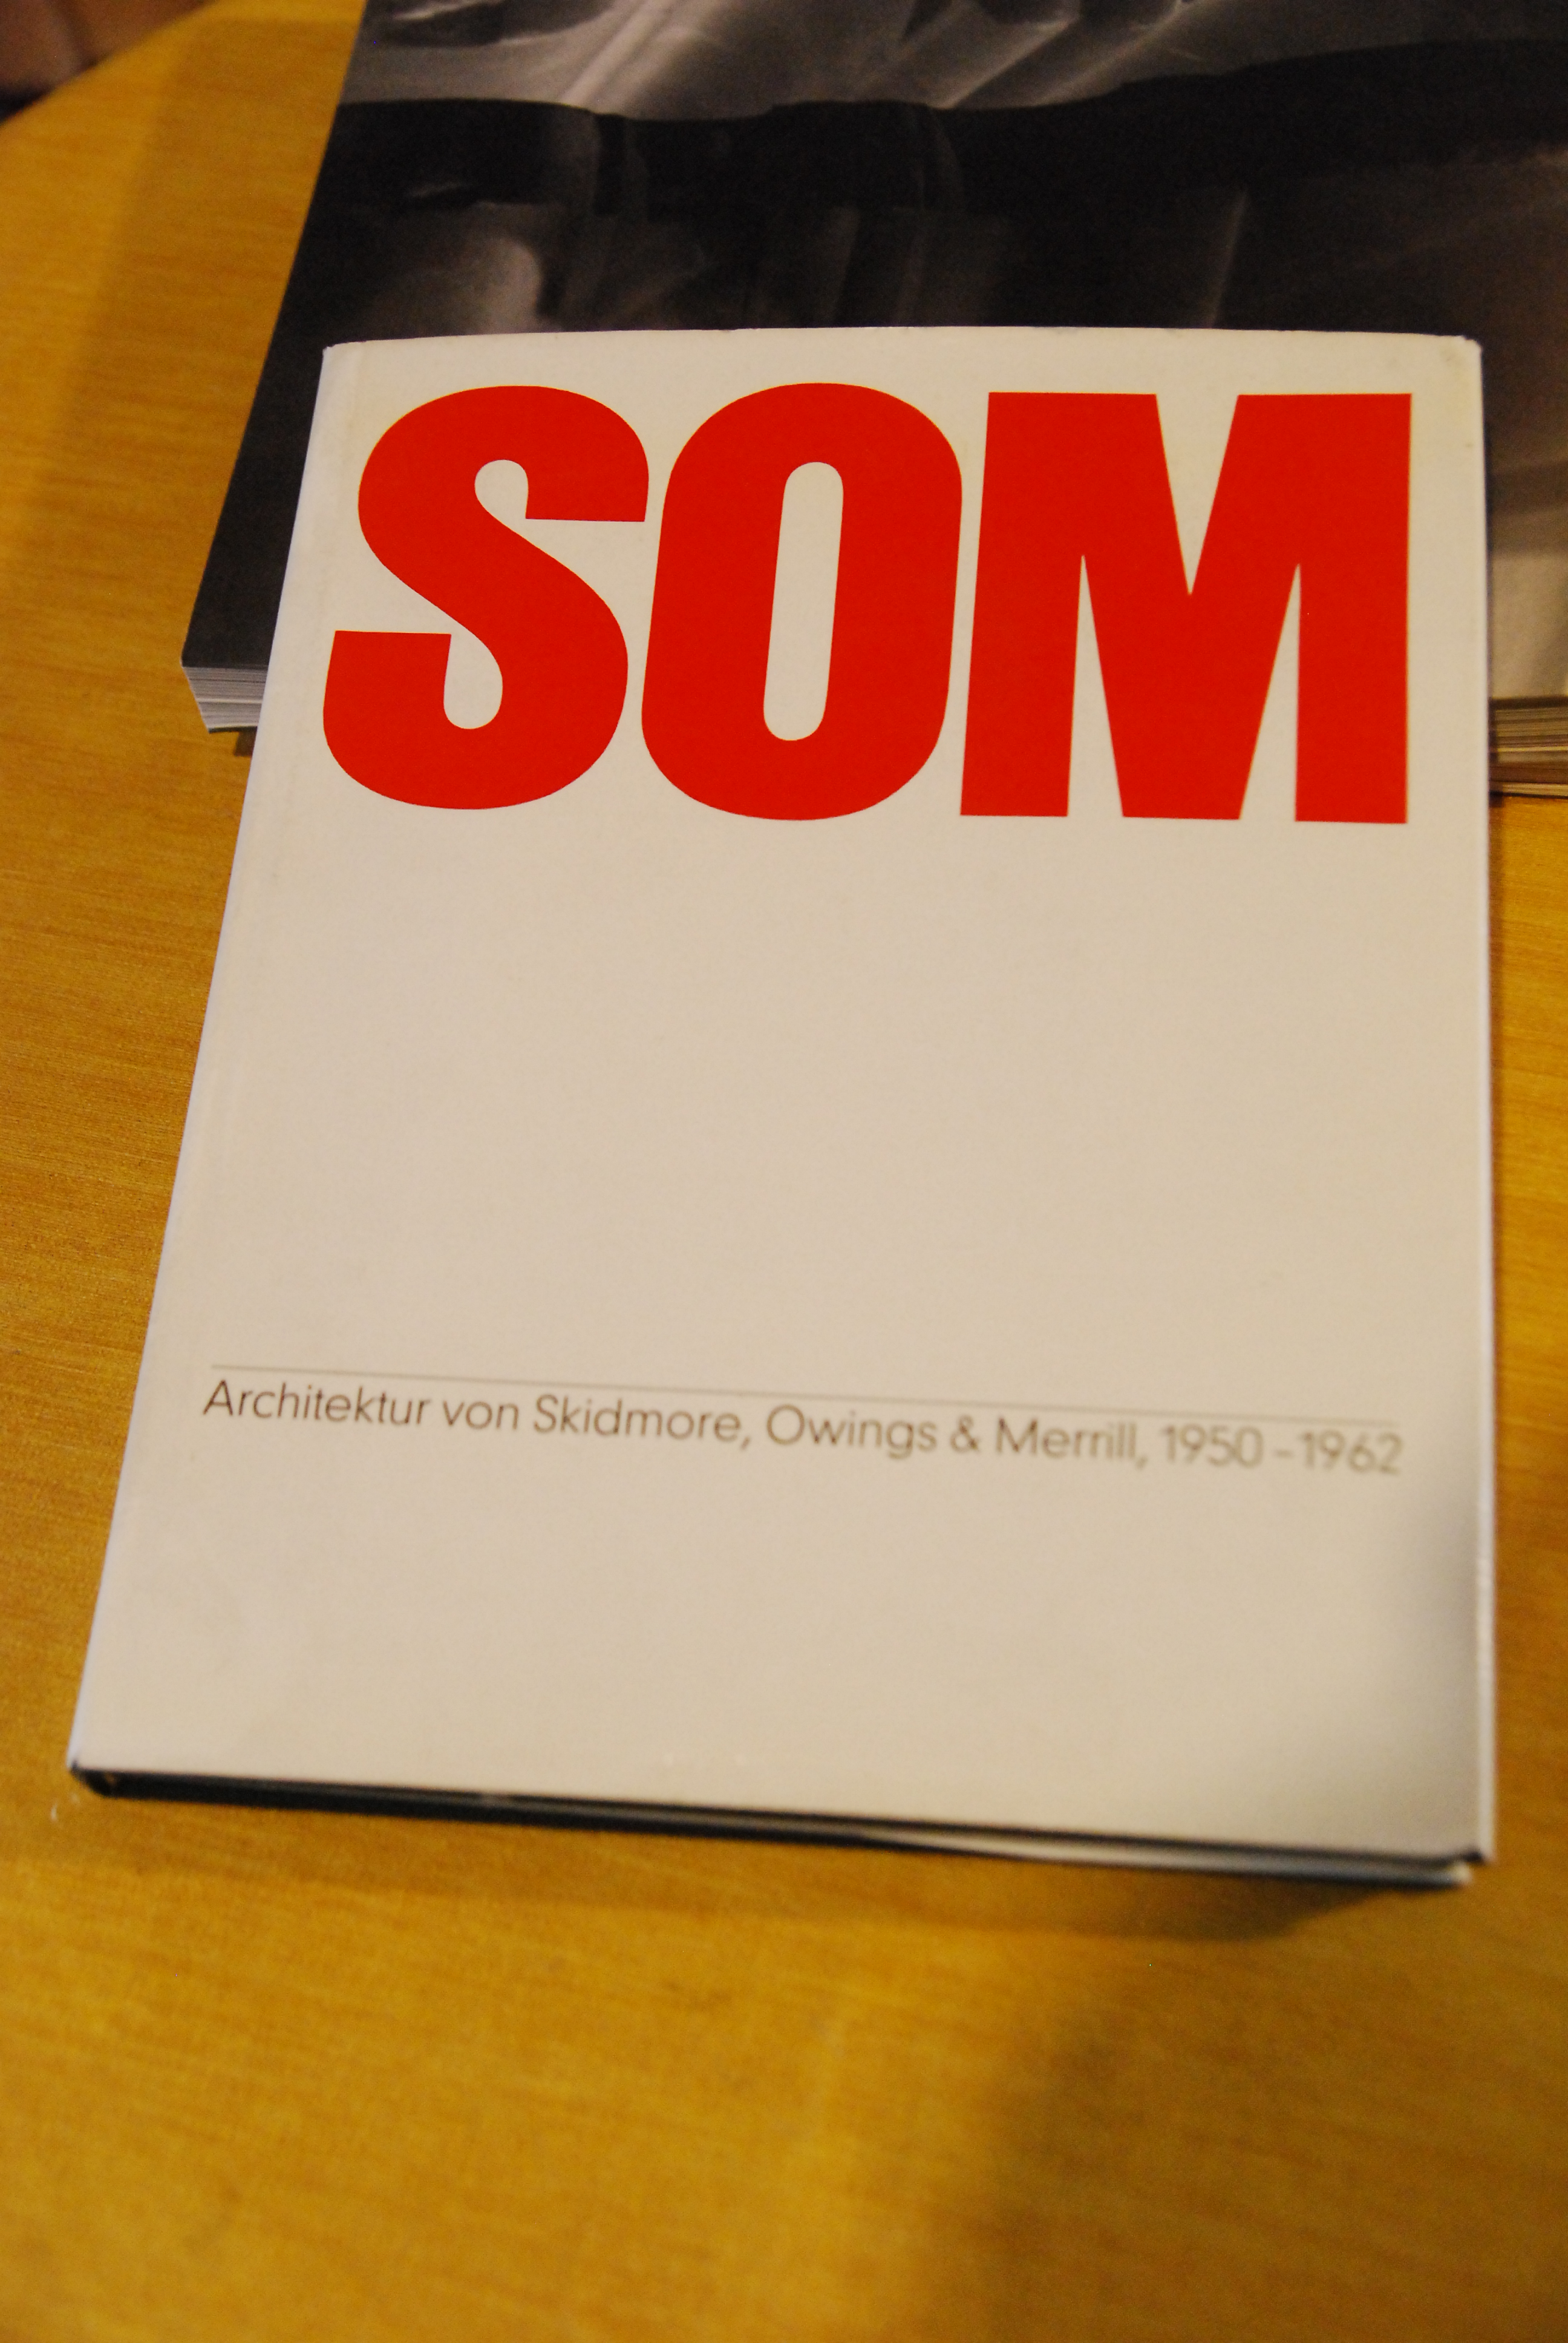 SOM
Architektur von Skidmore, Owings & Merrill, 1950-1962